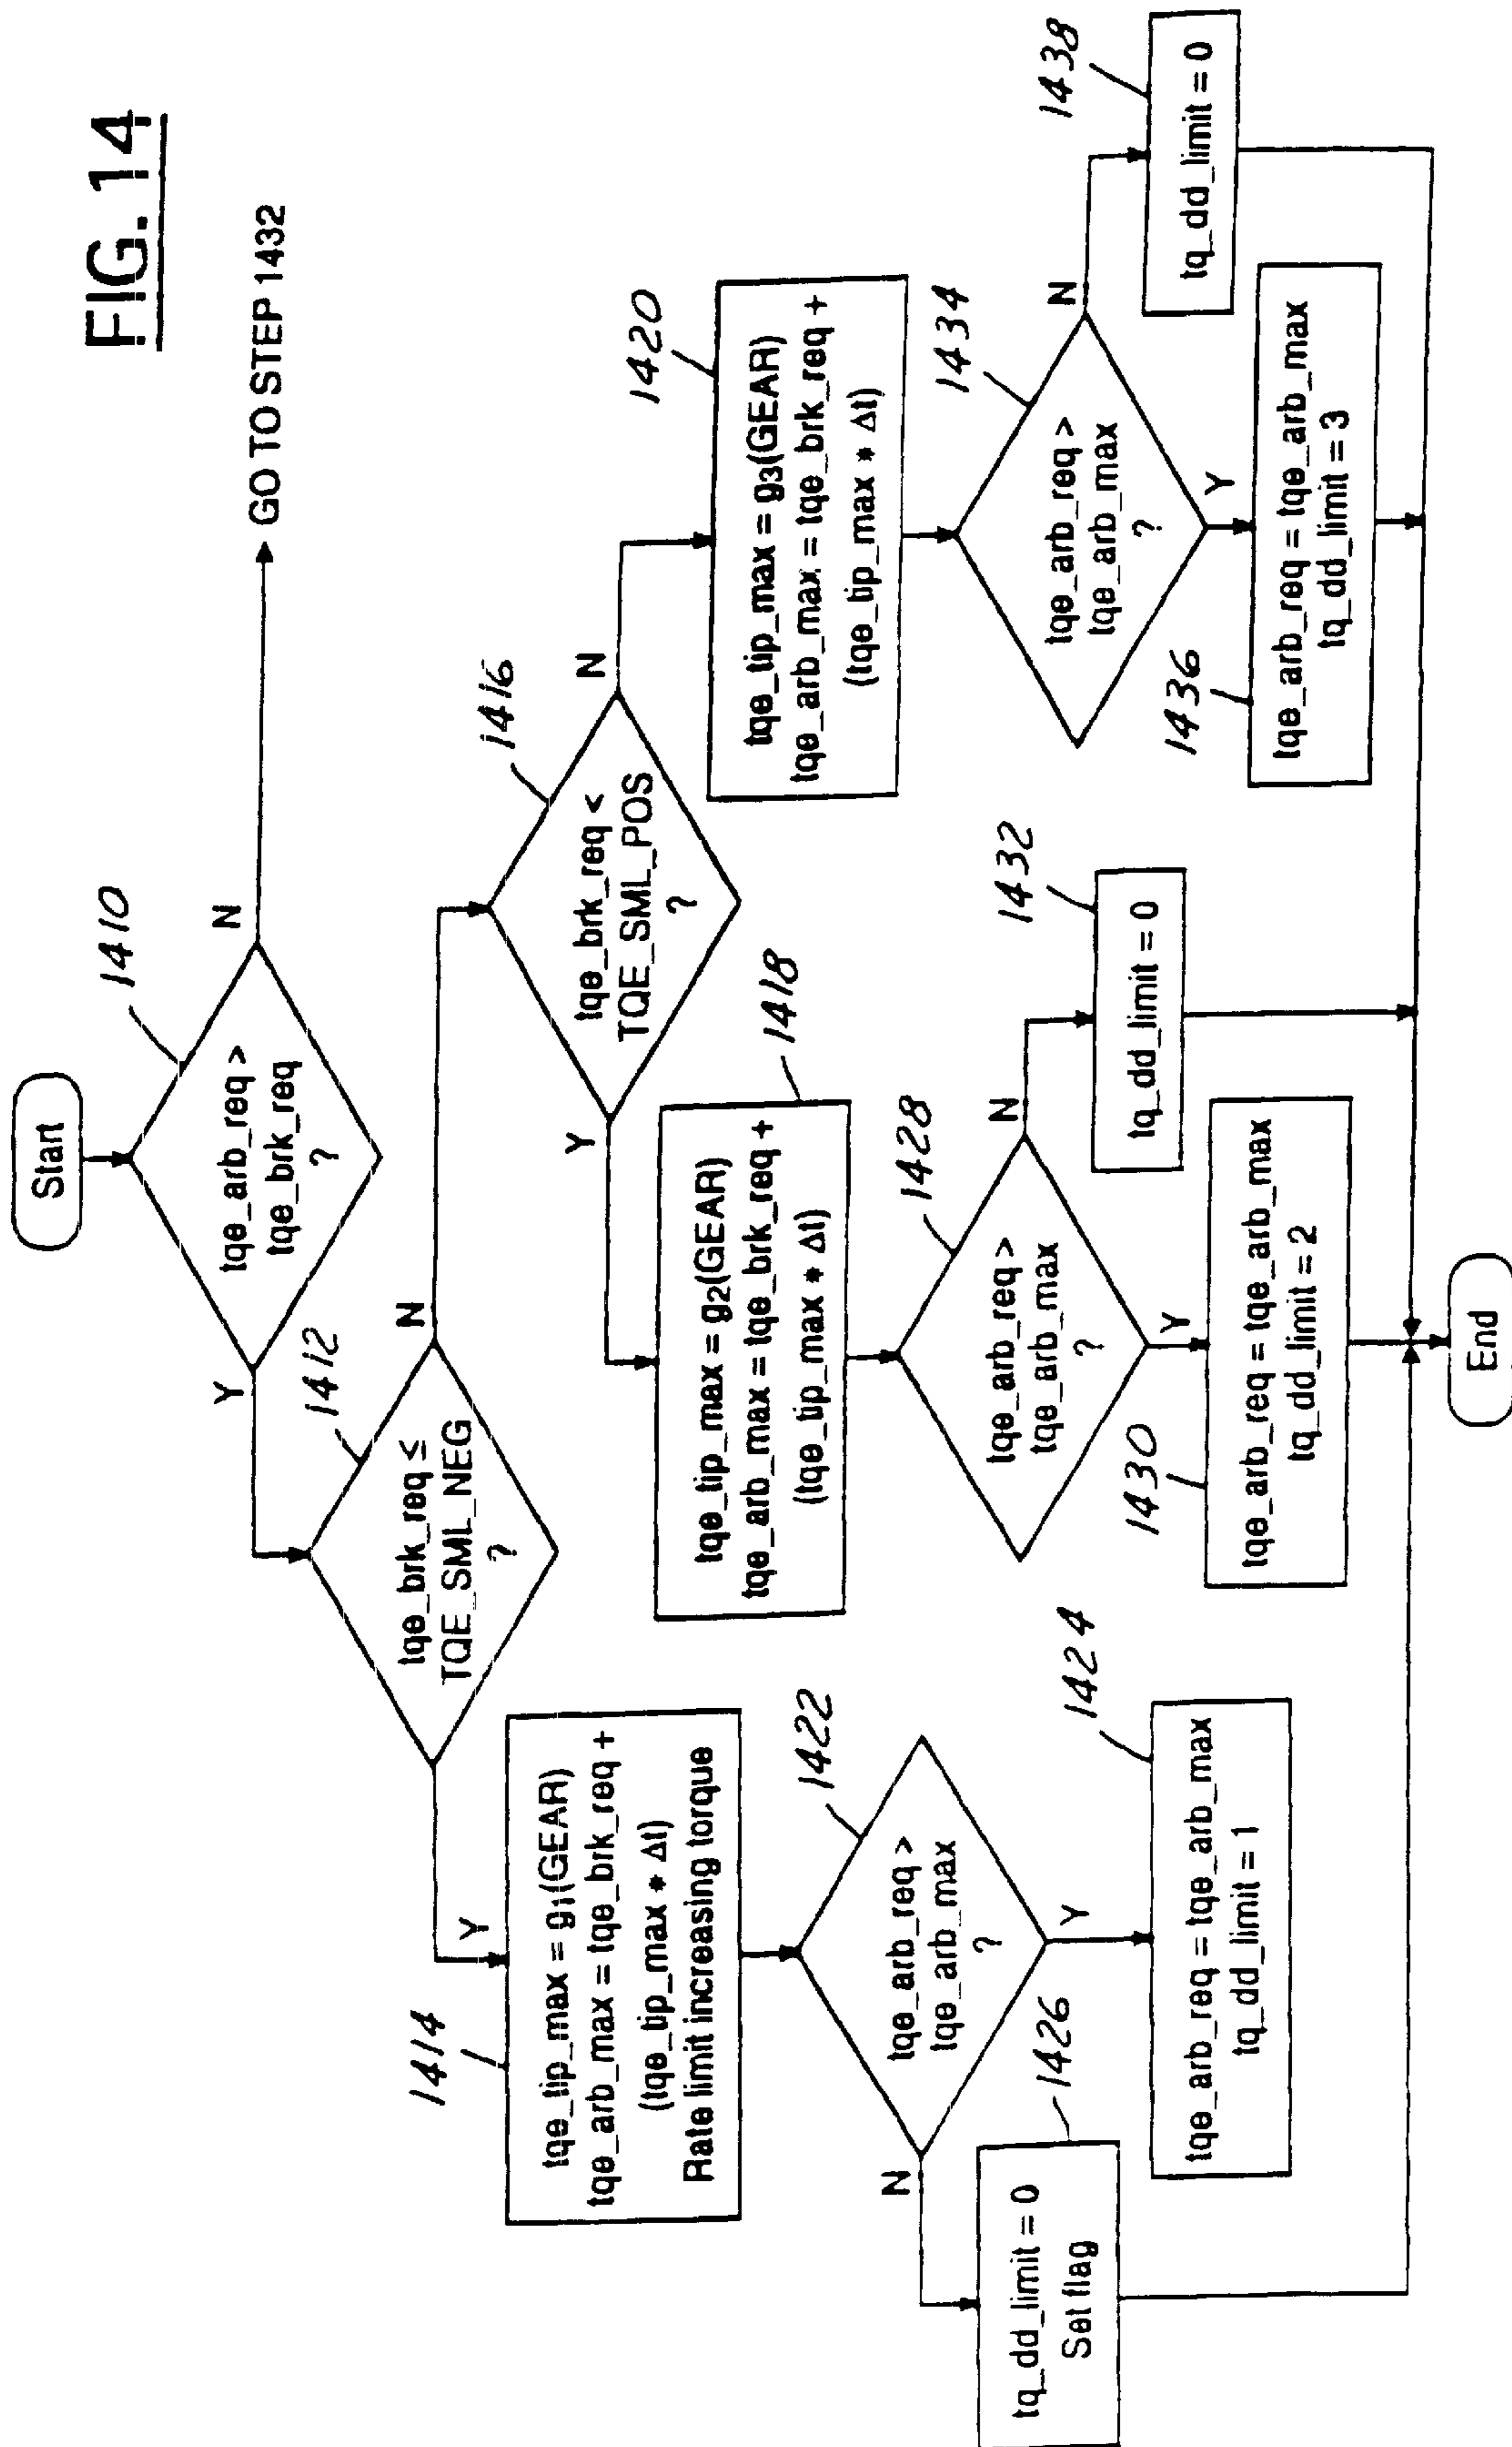 FIG. 14
Start
1410
tqe_arb_req >
tqe_brk_req
?
N
GO TO STEP 1432
Y
1412
tqe_brk_req ≤
TQE_SML_NEG
?
N
Y
1416
tqe_brk_req <
TQE_SML_POS
?
N
Y
1414
tqe_tip_max = g1(GEAR)
tqe_arb_max = tqe_brk_req +
(tqe_tip_max * Δt)
Rate limit increasing torque
1418
tqe_tip_max = g2(GEAR)
tqe_arb_max = tqe_brk_req +
(tqe_tip_max * Δt)
1420
tqe_tip_max = g3(GEAR)
tqe_arb_max = tqe_brk_req +
(tqe_tip_max * Δt)
1422
tqe_arb_req >
tqe_arb_max
?
N
Y
1426
tq_dd_limit = 0
Set flag
1424
tqe_arb_req = tqe_arb_max
tq_dd_limit = 1
1428
tqe_arb_req >
tqe_arb_max
?
N
Y
1432
tq_dd_limit = 0
1430
tqe_arb_req = tqe_arb_max
tq_dd_limit = 2
1434
tqe_arb_req >
tqe_arb_max
?
N
Y
1438
tq_dd_limit = 0
1436
tqe_arb_req = tqe_arb_max
tq_dd_limit = 3
End